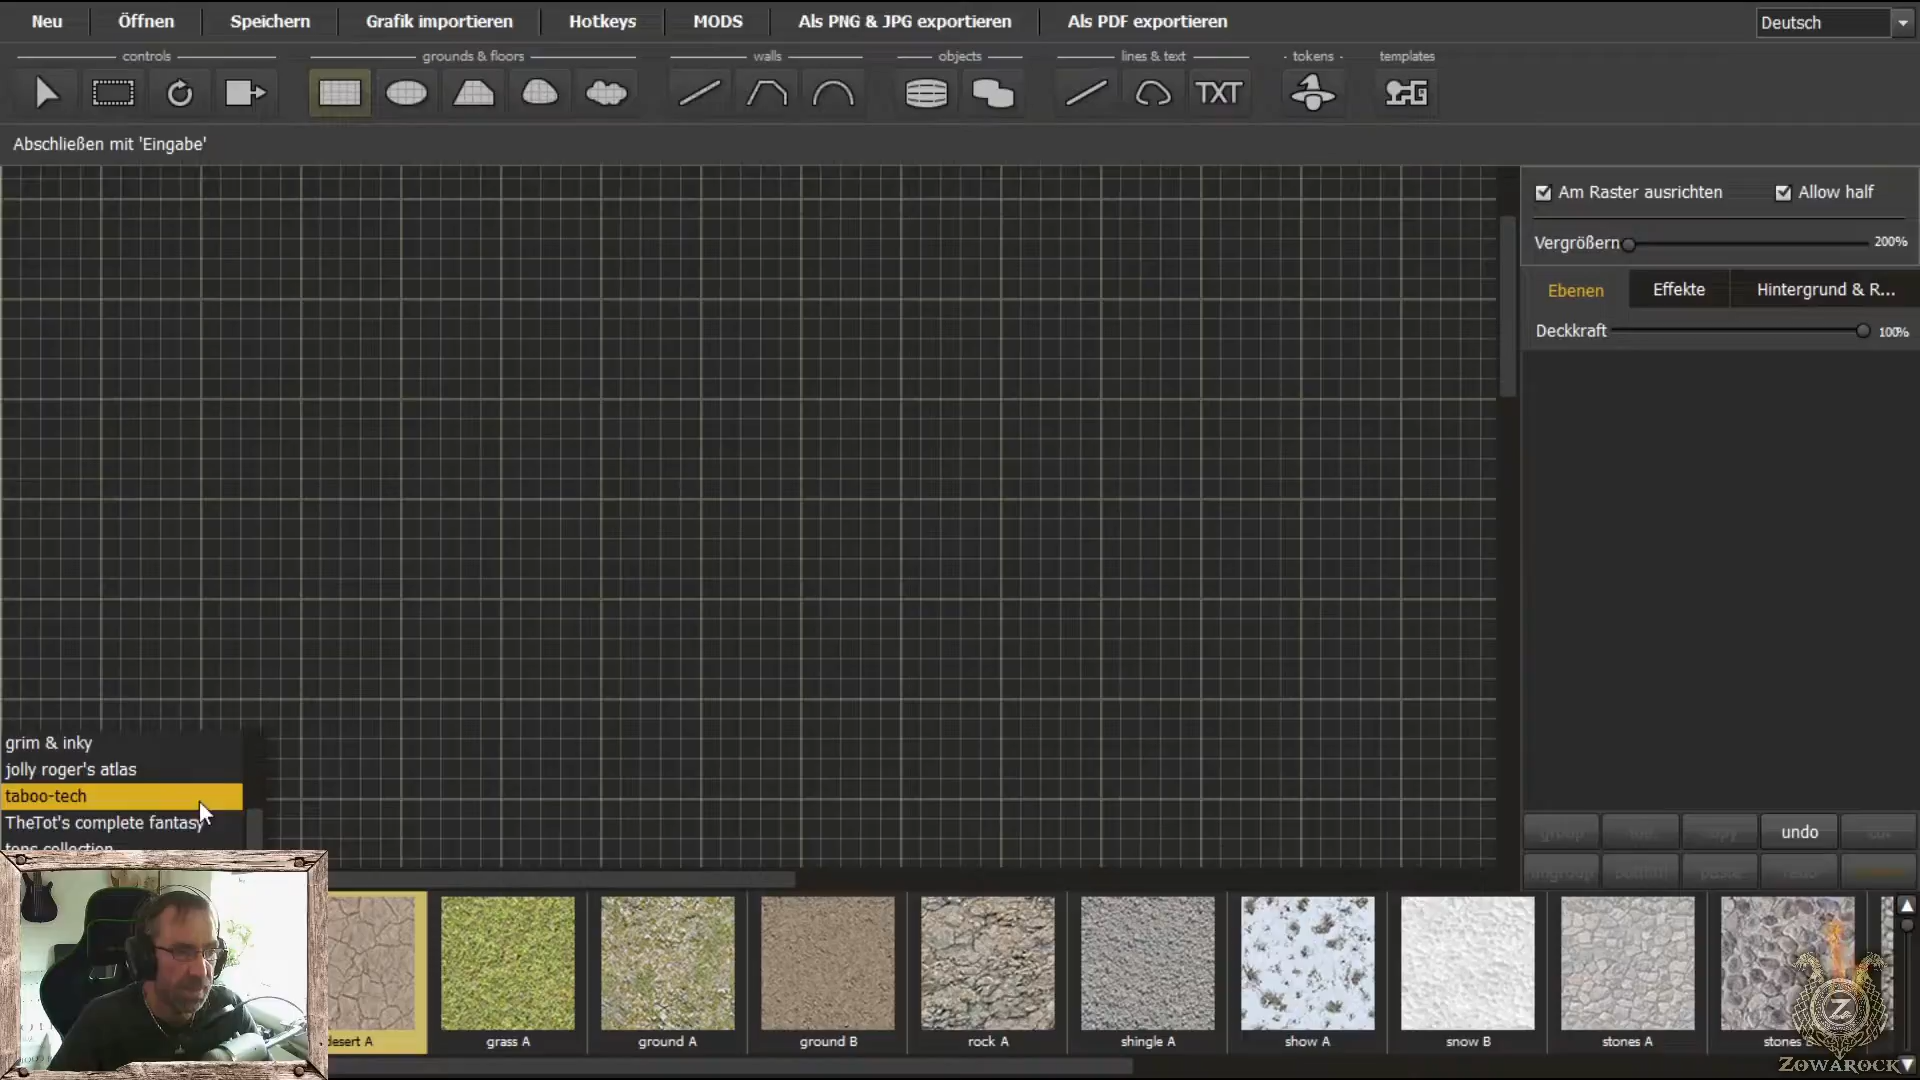 Neu Öffnen Speichern Grafik importieren Hotkeys MODS Als PNG & JPG exportieren Als PDF exportieren Deutsch
controls grounds & floors walls objects lines & text tokens templates
TXT
Abschließen mit 'Eingabe'
Am Raster ausrichten Allow half
Vergrößern 200%
Ebenen Effekte Hintergrund & R...
Deckkraft 100%
grim & inky
jolly roger's atlas
taboo-tech
TheTot's complete fantasy
undo
desert A grass A ground A ground B rock A shingle A show A snow B stones A stones
Z
ZOWAROCK